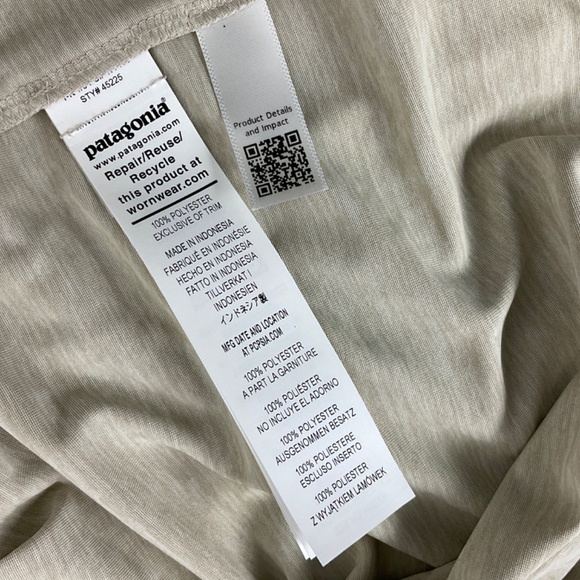 STY# 45225
patagonia
www.patagonia.com
Repair/Reuse/
Recycle
this product at
wornwear.com
100% POLYESTER
EXCLUSIVE OF TRIM
MADE IN INDONESIA
FABRIQUÉ EN INDONÉSIE
HECHO EN INDONESIA
FATTO IN INDONESIA
TILLVERKAT I
INDONESIEN
インドネシア製
MFG DATE AND LOCATION
AT POPSIA.COM
100% POLYESTER
A PART LA GARNITURE
100% POLIÉSTER
NO INCLUYE EL ADORNO
100% POLYESTER
AUSGENOMMEN BESATZ
100% POLIESTERE
ESCLUSO INSERTO
100% POLIESTER
Z WYJĄTKIEM LAMÓWEK
Product Details
and Impact